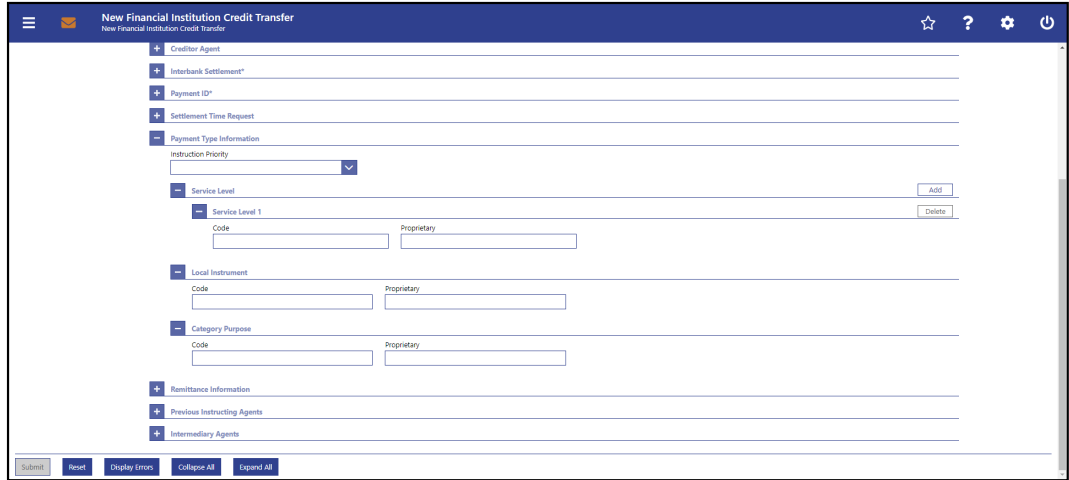 New Financial Institution Credit Transfer
New Financial Institution Credit Transfer
Creditor Agent
Interbank Settlement*
Payment ID*
Settlement Time Request
Payment Type Information
Instruction Priority
Service Level Add
Service Level 1 Delete
Code Proprietary
Local Instrument
Code Proprietary
Category Purpose
Code Proprietary
Remittance Information
Previous Instructing Agents
Intermediary Agents
Submit Reset Display Errors Collapse All Expand All